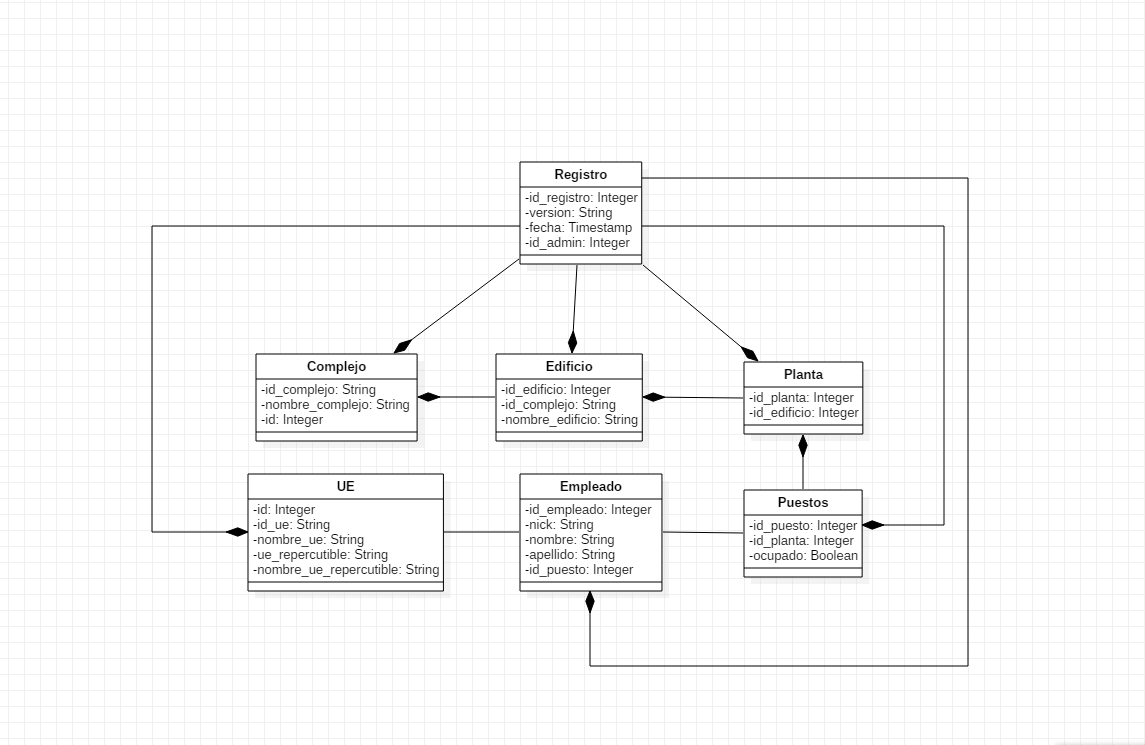 Registro
-id_registro: Integer
-version: String
-fecha: Timestamp
-id_admin: Integer
Complejo
-id_complejo: String
-nombre_complejo: String
-id: Integer
Edificio
-id_edificio: Integer
-id_complejo: String
-nombre_edificio: String
Planta
-id_planta: Integer
-id_edificio: Integer
UE
-id: Integer
-id_ue: String
-nombre_ue: String
-ue_repercutible: String
-nombre_ue_repercutible: String
Empleado
-id_empleado: Integer
-nick: String
-nombre: String
-apellido: String
-id_puesto: Integer
Puestos
-id_puesto: Integer
-id_planta: Integer
-ocupado: Boolean